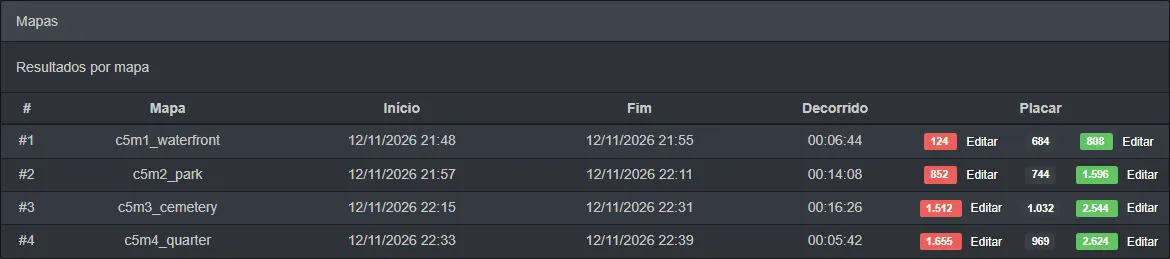 Mapas
Resultados por mapa
# Mapa Início Fim Decorrido Placar
#1 c5m1_waterfront 12/11/2026 21:48 12/11/2026 21:55 00:06:44 124 Editar 684 808 Editar
#2 c5m2_park 12/11/2026 21:57 12/11/2026 22:11 00:14:08 852 Editar 744 1.596 Editar
#3 c5m3_cemetery 12/11/2026 22:15 12/11/2026 22:31 00:16:26 1.512 Editar 1.032 2.544 Editar
#4 c5m4_quarter 12/11/2026 22:33 12/11/2026 22:39 00:05:42 1.655 Editar 969 2.624 Editar